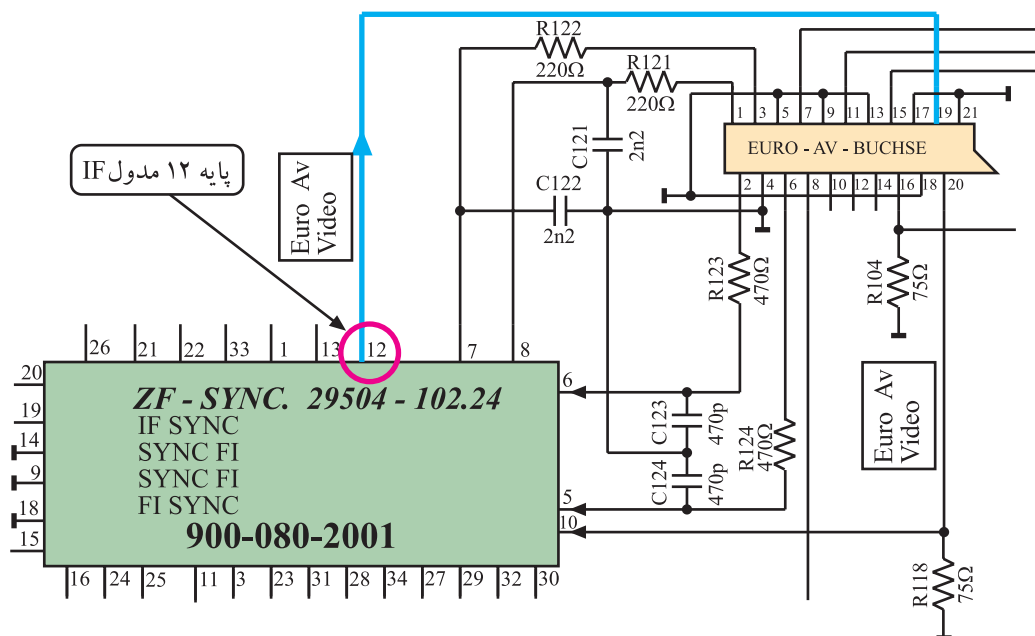 R122
220Ω
R121
220Ω
C121
2n2
C122
2n2
1 3 5 7 9 11 13 15 17 19 21
EURO - AV - BUCHSE
2 4 6 8 10 12 14 16 18 20
پایه ۱۲ مدول IF
Euro Av
Video
R123
470Ω
R104
75Ω
26 21 22 33 1 13 12 7 8
20
19
14
9
18
15
ZF - SYNC. 29504 - 102.24
IF SYNC
SYNC FI
SYNC FI
FI SYNC
900-080-2001
6
5
10
C123
470p
C124
470p
R124
470Ω
Euro Av
Video
R118
75Ω
16 24 25 11 3 23 31 28 34 27 29 32 30